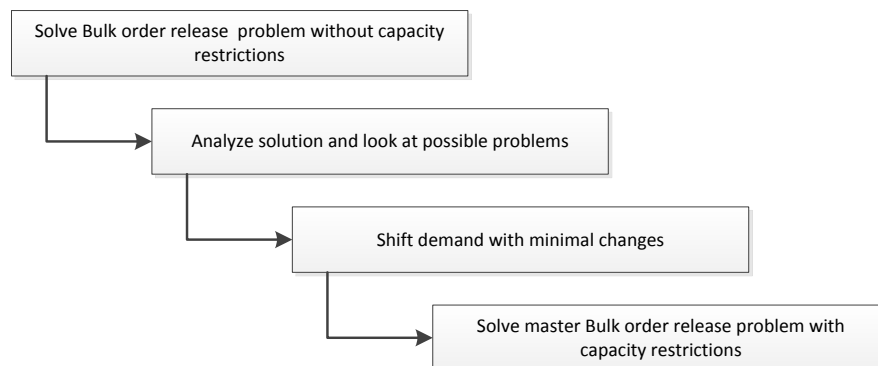 Solve Bulk order release  problem without capacity
restrictions
Analyze solution and look at possible problems
Shift demand with minimal changes
Solve master Bulk order release problem with
capacity restrictions